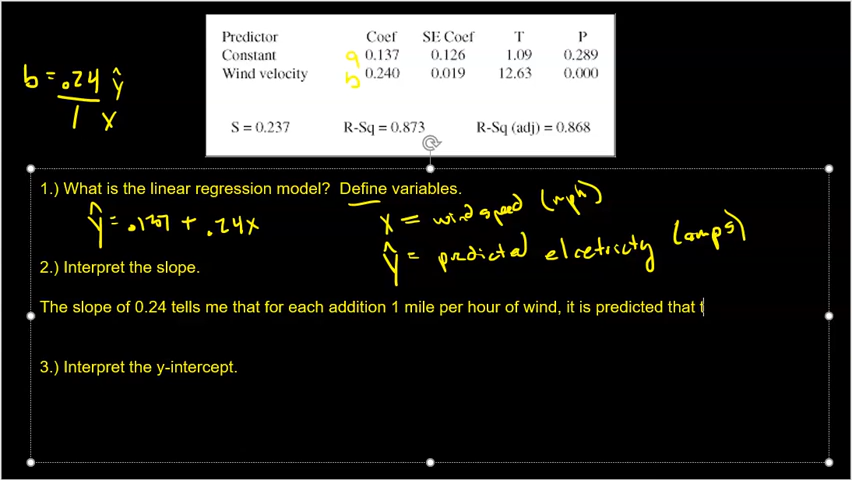 Predictor Coef SE Coef T P
Constant a 0.137 0.126 1.09 0.289
Wind velocity b 0.240 0.019 12.63 0.000
S = 0.237 R-Sq = 0.873 R-Sq (adj) = 0.868
b = .24 ŷ
1 x
1.) What is the linear regression model? Define variables.
ŷ = .137 + .24x
x = wind speed (mph)
ŷ = predicted electricity (amps)
2.) Interpret the slope.
The slope of 0.24 tells me that for each addition 1 mile per hour of wind, it is predicted that t
3.) Interpret the y-intercept.